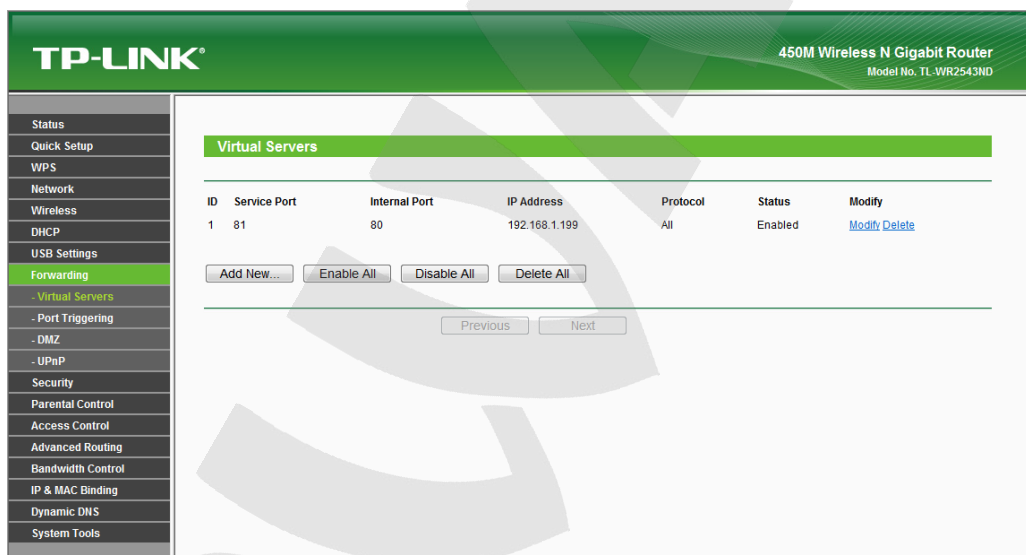 TP-LINK®
450M Wireless N Gigabit Router
Model No. TL-WR2543ND
Status
Quick Setup
WPS
Network
Wireless
DHCP
USB Settings
Forwarding
- Virtual Servers
- Port Triggering
- DMZ
- UPnP
Security
Parental Control
Access Control
Advanced Routing
Bandwidth Control
IP & MAC Binding
Dynamic DNS
System Tools
Virtual Servers
ID Service Port Internal Port IP Address Protocol Status Modify
1 81 80 192.168.1.199 All Enabled Modify Delete
Add New... Enable All Disable All Delete All
Previous Next